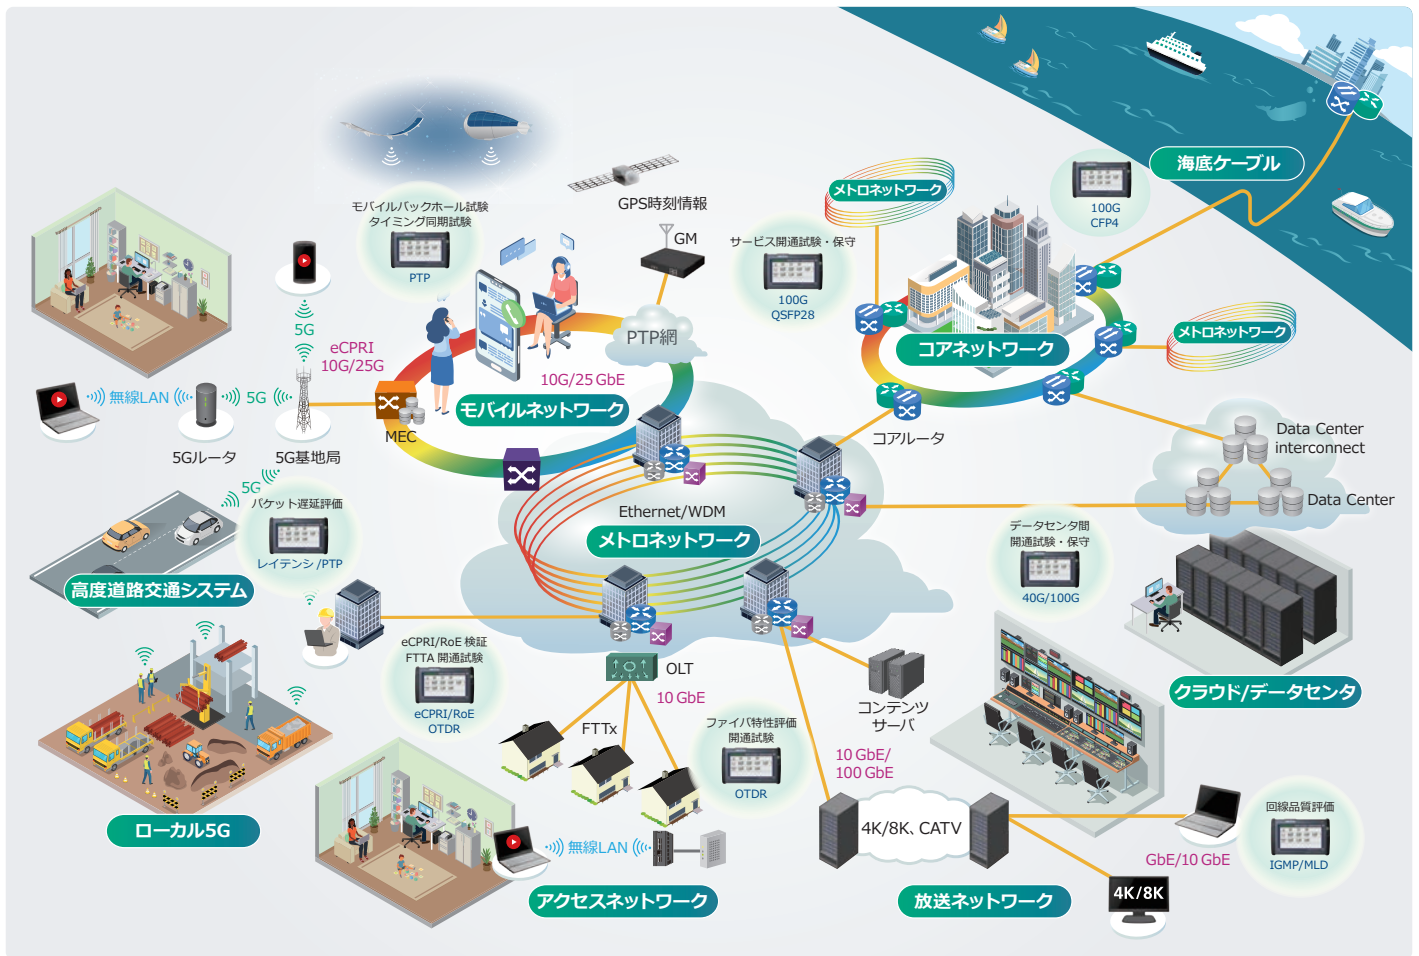 海底ケーブル
100G
CFP4
メトロネットワーク
サービス開通試験・保守
100G
QSFP28
GPS時刻情報
GM
モバイルバックホール試験
タイミング同期試験
PTP
PTP網
コアネットワーク
メトロネットワーク
コアルータ
5G
eCPRI
10G/25G
10G/25 GbE
モバイルネットワーク
無線LAN
5G
MEC
5Gルータ
5G基地局
5G
パケット遅延評価
レイテンシ /PTP
高度道路交通システム
Ethernet/WDM
メトロネットワーク
Data Center
interconnect
Data Center
データセンタ間
開通試験・保守
40G/100G
クラウド/データセンタ
eCPRI/RoE 検証
FTTA 開通試験
eCPRI/RoE
OTDR
OLT
10 GbE
FTTx
ファイバ特性評価
開通試験
OTDR
コンテンツ
サーバ
10 GbE/
100 GbE
4K/8K、CATV
ローカル5G
無線LAN
アクセスネットワーク
放送ネットワーク
GbE/10 GbE
4K/8K
回線品質評価
IGMP/MLD